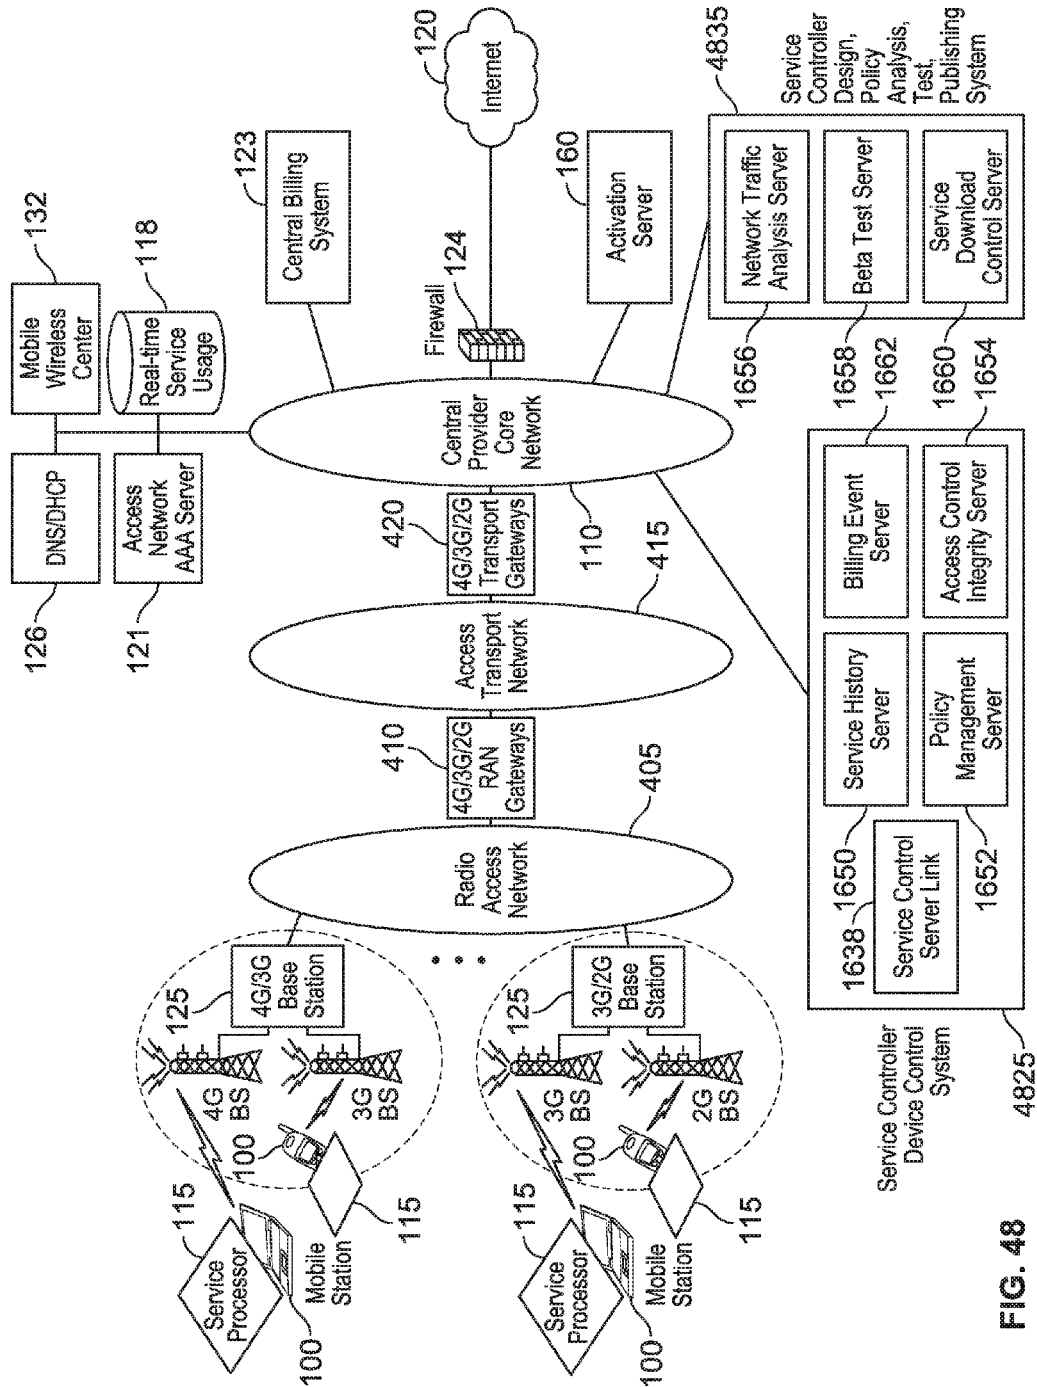 Mobile
Wireless
Center
132
Real-time
Service
Usage
118
DNS/DHCP
126
Access
Network
AAA Server
121
Central Billing
System
123
Internet
120
Firewall
124
Activation
Server
160
Central
Provider
Core
Network
110
4G/3G/2G
Transport
Gateways
420
Access
Transport
Network
415
4G/3G/2G
RAN
Gateways
410
Radio
Access
Network
405
4G/3G
Base
Station
125
4G
BS
3G
BS
100
115
Service
Processor
115
Mobile
Station
100
3G/2G
Base
Station
125
3G
BS
2G
BS
100
115
Service
Processor
115
Mobile
Station
100
4835
Service
Controller
Design,
Policy
Analysis,
Test,
Publishing
System
Network Traffic
Analysis Server
1656
Beta Test Server
1658
Service
Download
Control Server
1660
Billing Event
Server
1662
Access Control
Integrity Server
1654
Service History
Server
1650
Policy
Management
Server
1652
Service Control
Server Link
1638
Service Controller
Device Control
System
4825
FIG. 48